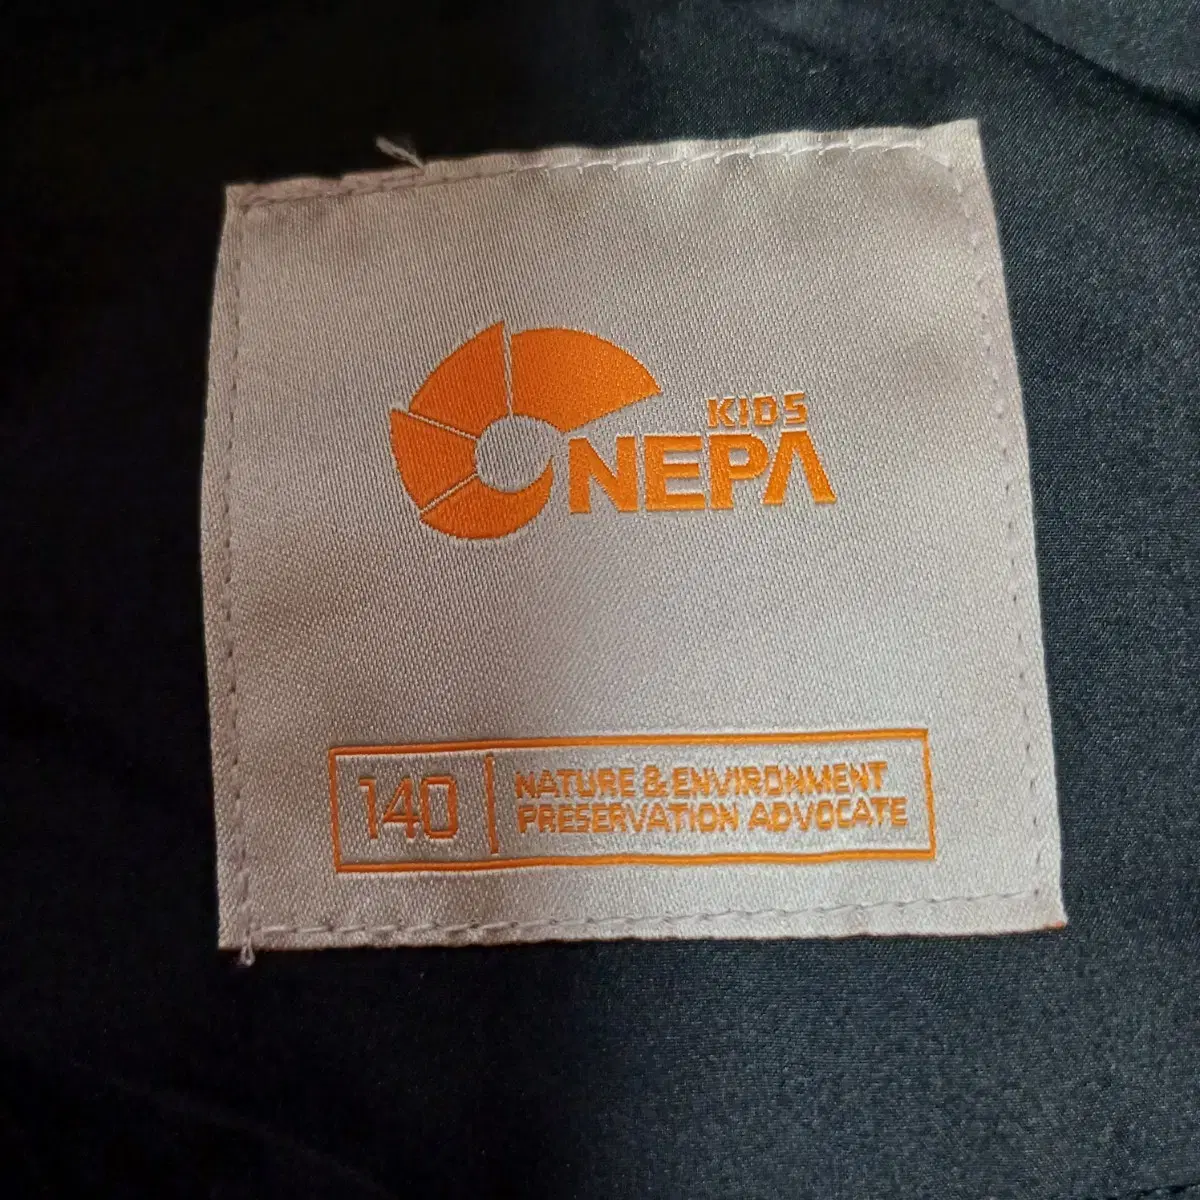 KIDS
NEPA
140
NATURE & ENVIRONMENT
PRESERVATION ADVOCATE